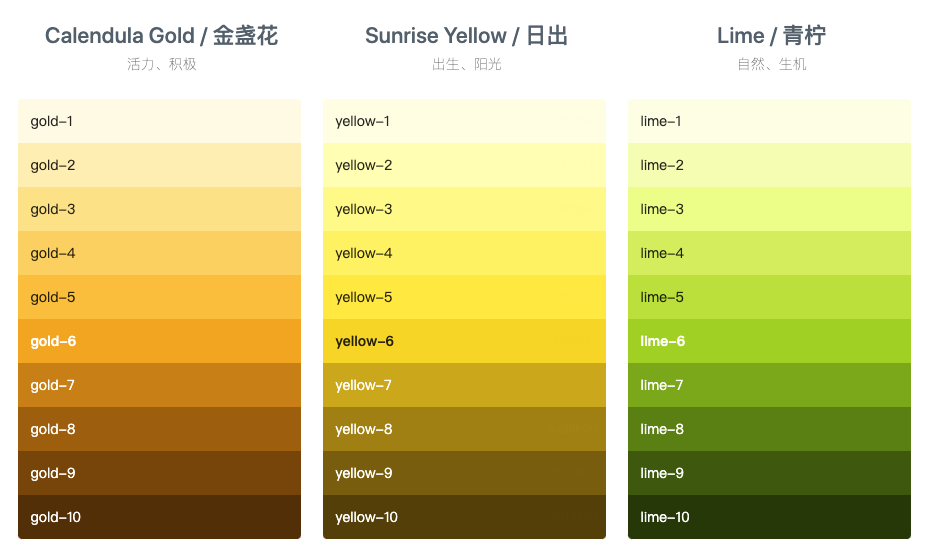 Calendula Gold / 金盏花
活力、积极
gold-1
gold-2
gold-3
gold-4
gold-5
gold-6
gold-7
gold-8
gold-9
gold-10
Sunrise Yellow / 日出
出生、阳光
yellow-1
yellow-2
yellow-3
yellow-4
yellow-5
yellow-6
yellow-7
yellow-8
yellow-9
yellow-10
Lime / 青柠
自然、生机
lime-1
lime-2
lime-3
lime-4
lime-5
lime-6
lime-7
lime-8
lime-9
lime-10